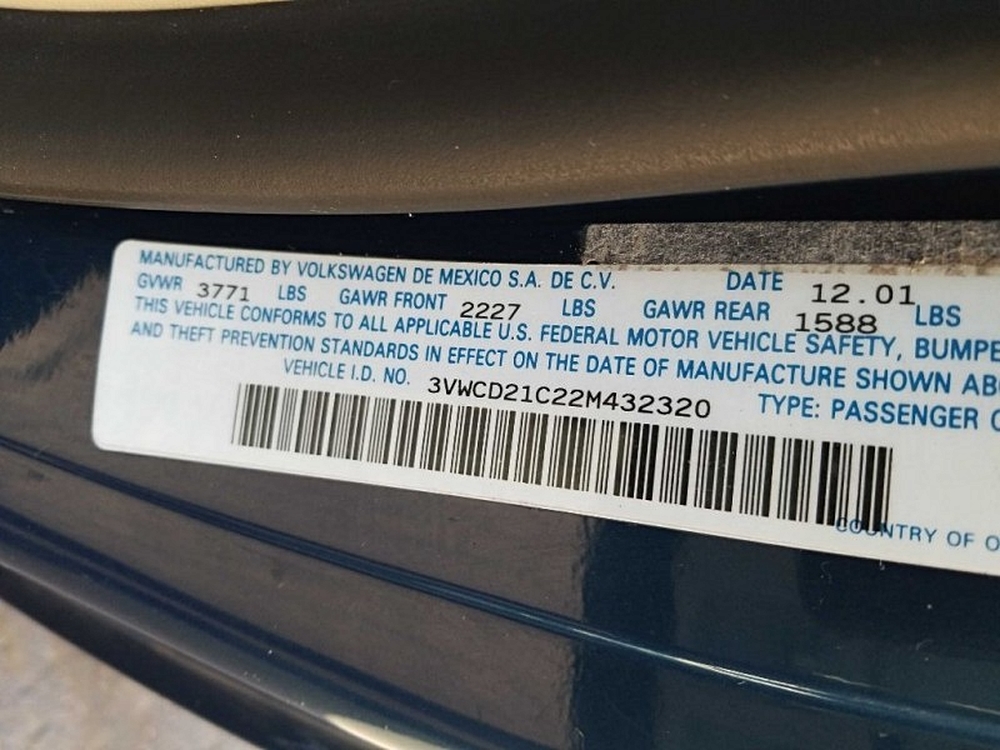 MANUFACTURED BY VOLKSWAGEN DE MEXICO S.A. DE C.V. DATE 12.01
GVWR 3771 LBS GAWR FRONT 2227 LBS GAWR REAR 1588 LBS
THIS VEHICLE CONFORMS TO ALL APPLICABLE U.S. FEDERAL MOTOR VEHICLE SAFETY, BUMPE
AND THEFT PREVENTION STANDARDS IN EFFECT ON THE DATE OF MANUFACTURE SHOWN AB
VEHICLE I.D. NO. 3VWCD21C22M432320 TYPE: PASSENGER C
COUNTRY OF O